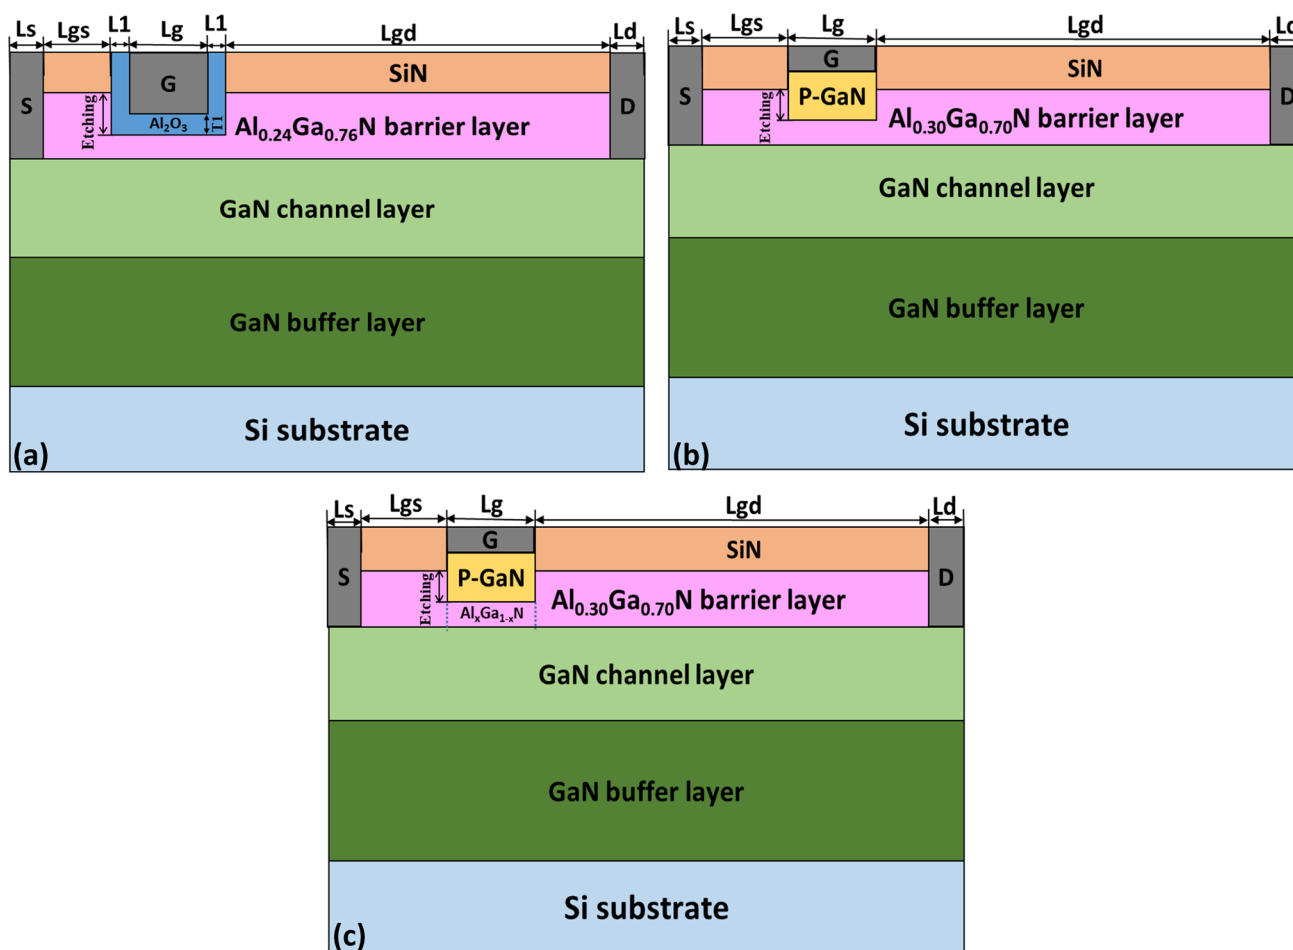 Ls Lgs L1 Lg L1 Lgd Ld
S
G
SiN
D
Etching
Al₂O₃
T1
Al₀.₂₄Ga₀.₇₆N barrier layer
GaN channel layer
GaN buffer layer
Si substrate
(a)
Ls Lgs Lg Lgd Ld
S
G
SiN
D
Etching
P-GaN
Al₀.₃₀Ga₀.₇₀N barrier layer
GaN channel layer
GaN buffer layer
Si substrate
(b)
Ls Lgs Lg Lgd Ld
S
G
SiN
D
Etching
P-GaN
AlₓGa₁₋ₓN
Al₀.₃₀Ga₀.₇₀N barrier layer
GaN channel layer
GaN buffer layer
Si substrate
(c)